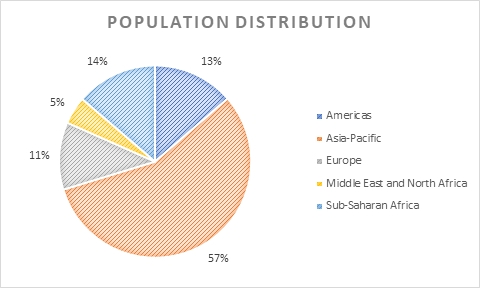 POPULATION DISTRIBUTION
14%
13%
5%
11%
57%
Americas
Asia-Pacific
Europe
Middle East and North Africa
Sub-Saharan Africa